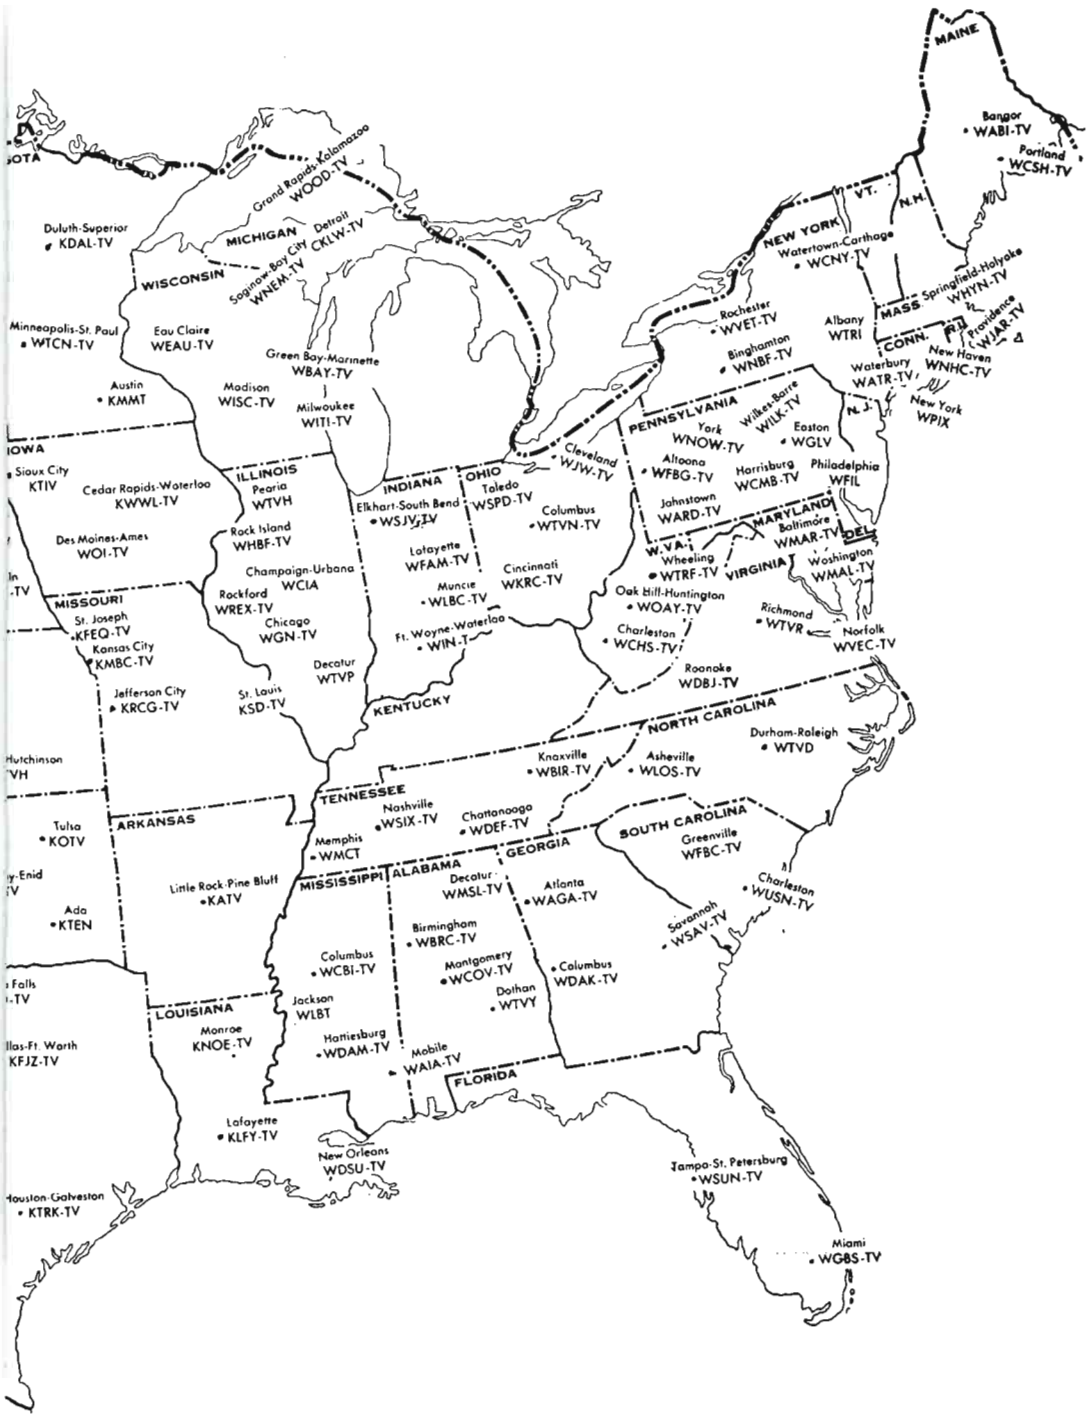 MAINE
Bangor
WABI-TV
Portland
WCSH-TV
SOTA
Grand Rapids-Kalamazoo
WOOD-TV
VT.
N.H.
Duluth-Superior
KDAL-TV
MICHIGAN
Detroit
CKLW-TV
Saginow-Bay City
WNEM-TV
NEW YORK
Watertown-Carthage
WCNY-TV
WISCONSIN
Springfield-Holyoke
WHYN-TV
MASS
Providence
WJAR-TV
R.I.
Rochester
WVET-TV
Albany
WTRI
CONN.
Minneapolis-St. Paul
WTCN-TV
Eau Claire
WEAU-TV
Green Bay-Marinette
WBAY-TV
Binghamton
WNBF-TV
New Haven
WNHC-TV
Waterbury
WATR-TV
Austin
KMMT
Madison
WISC-TV
Milwoukee
WITI-TV
New York
WPIX
N.J.
PENNSYLVANIA
Wilkes-Barre
WILK-TV
York
WNOW-TV
Easton
WGLV
IOWA
Sioux City
KTIV
Cedar Rapids-Waterloo
KWWL-TV
ILLINOIS
Peoria
WTVH
INDIANA
OHIO
Cleveland
WJW-TV
Altoona
WFBG-TV
Harrisburg
WCMB-TV
Philadelphia
WFIL
Elkhart-South Bend
WSJV-TV
Toledo
WSPD-TV
Columbus
WTVN-TV
Jahnstown
WARD-TV
MARYLAND
Baltimore
WMAR-TV
DEL.
Des Moines-Ames
WOI-TV
Rock Island
WHBF-TV
Lafayette
WFAM-TV
Cincinnati
WKRC-TV
W.VA.
Wheeling
WTRF-TV
VIRGINIA
Woshington
WMAL-TV
ln
-TV
Champaign-Urbana
WCIA
Rockford
WREX-TV
Muncie
WLBC-TV
Oak Hill-Huntington
WOAY-TV
Richmond
WTVR
MISSOURI
St. Joseph
KFEQ-TV
Kansas City
KMBC-TV
Chicago
WGN-TV
Ft. Wayne-Waterloo
WIN-T
Charleston
WCHS-TV
Norfolk
WVEC-TV
Decatur
WTVP
Roanoke
WDBJ-TV
Jefferson City
KRCG-TV
St. Louis
KSD-TV
KENTUCKY
NORTH CAROLINA
Hutchinson
VH
Knoxville
WBIR-TV
Asheville
WLOS-TV
Durham-Raleigh
WTVD
TENNESSEE
Nashville
WSIX-TV
Chattanooga
WDEF-TV
SOUTH CAROLINA
Greenville
WFBC-TV
Tulsa
KOTV
ARKANSAS
Memphis
WMCT
GEORGIA
y-Enid
V
Little Rock-Pine Bluff
KATV
MISSISSIPPI
ALABAMA
Decatur
WMSL-TV
Atlanta
WAGA-TV
Charleston
WUSN-TV
Ada
KTEN
Birmingham
WBRC-TV
Savannah
WSAV-TV
Columbus
WCBI-TV
Montgomery
WCOV-TV
Columbus
WDAK-TV
Falls
-TV
LOUISIANA
Jackson
WLBT
Dothan
WTVY
Monroe
KNOE-TV
Hattiesburg
WDAM-TV
Mobile
WAIA-TV
llas-Ft. Worth
KFJZ-TV
FLORIDA
Lafayette
KLFY-TV
New Orleans
WDSU-TV
Tampa-St. Petersburg
WSUN-TV
Houston-Galveston
KTRK-TV
Miami
WGBS-TV